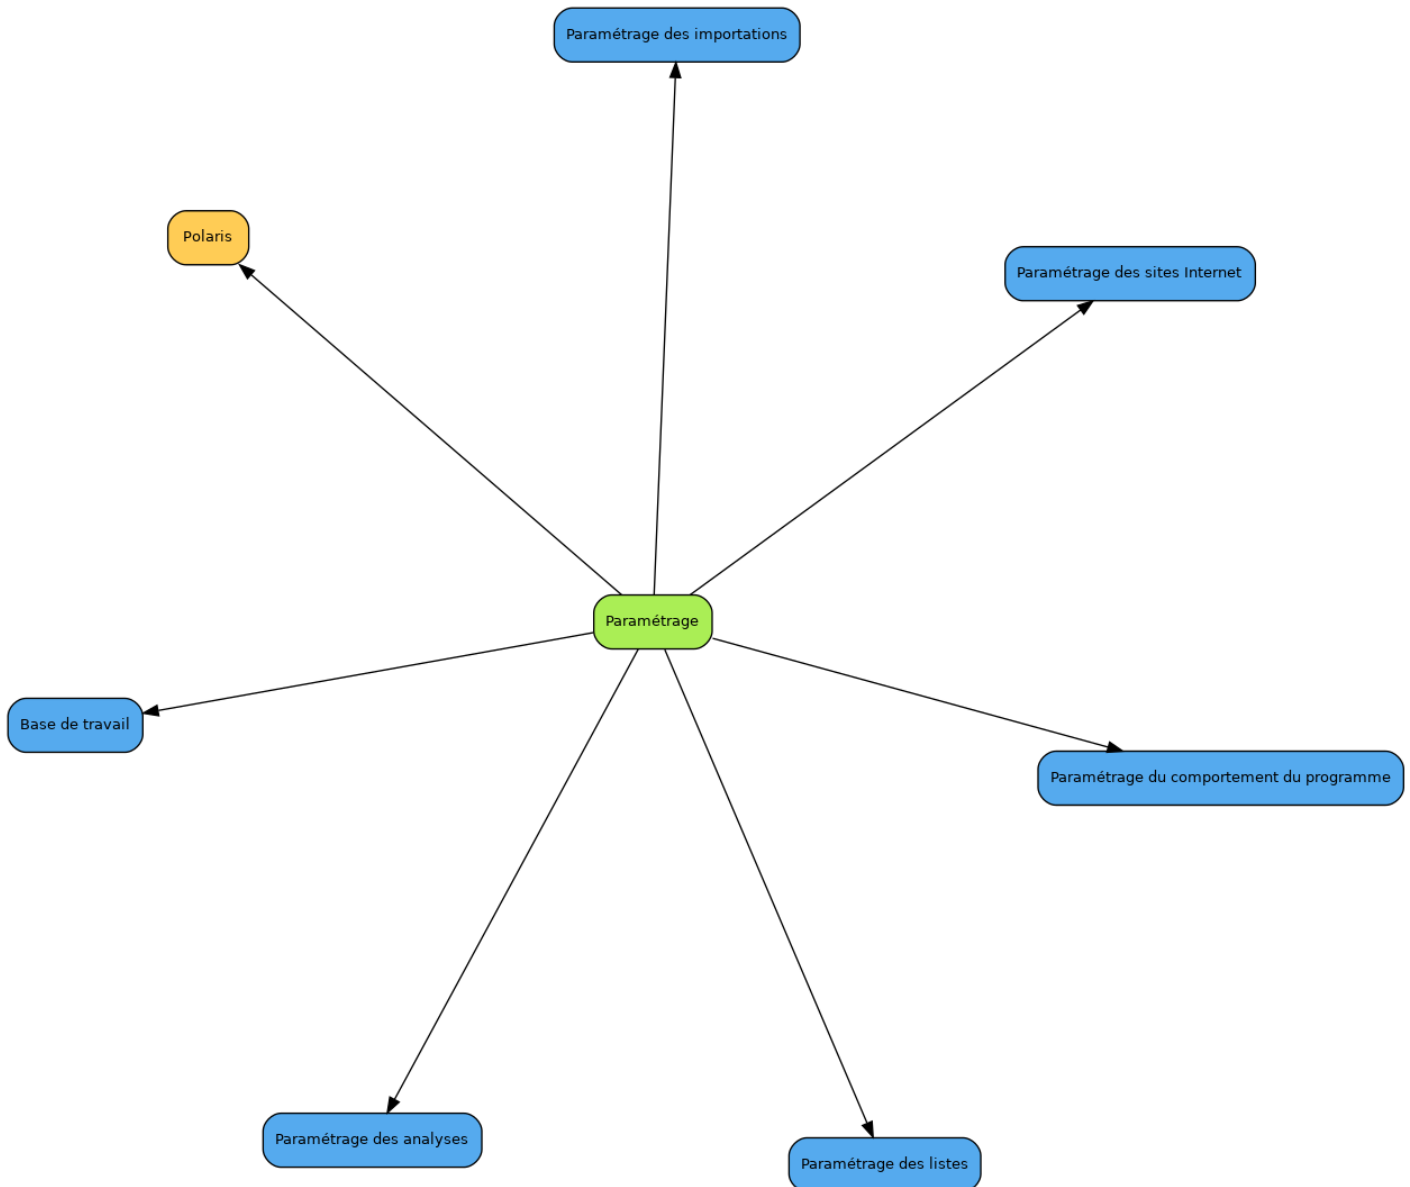 Paramétrage des importations
Polaris
Paramétrage des sites Internet
Paramétrage
Base de travail
Paramétrage du comportement du programme
Paramétrage des analyses
Paramétrage des listes